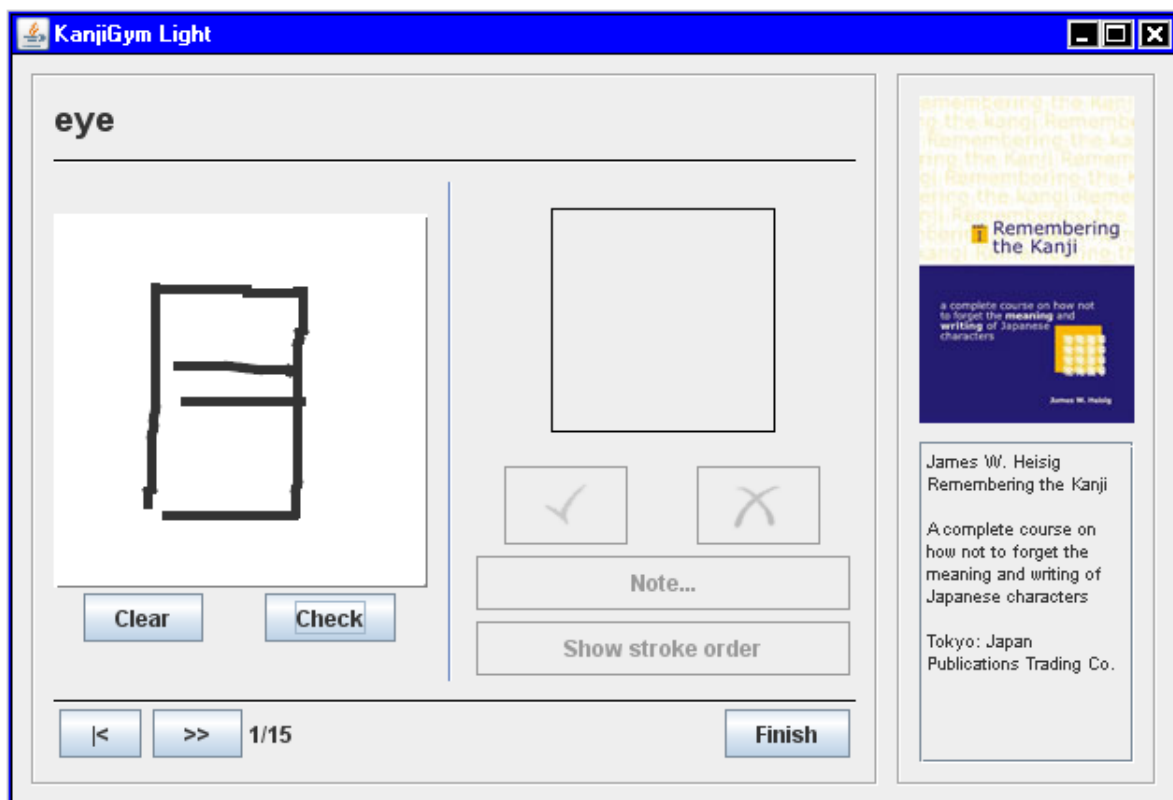 KanjiGym Light
eye
目
Clear
Check
Note...
Show stroke order
|<
>>
1/15
Finish
Remembering
the Kanji
a complete course on how not
to forget the meaning and
writing of Japanese
characters
James W. Heisig
James W. Heisig
Remembering the Kanji
A complete course on
how not to forget the
meaning and writing of
Japanese characters
Tokyo: Japan
Publications Trading Co.